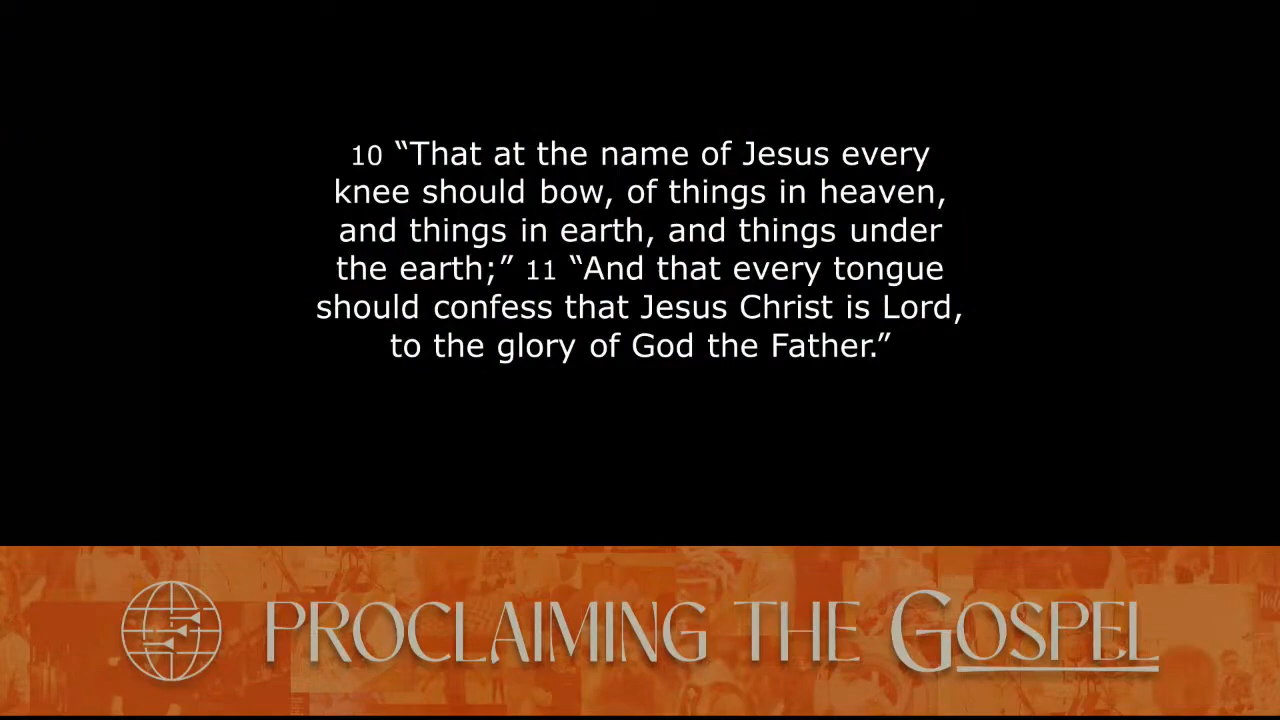 10 “That at the name of Jesus every
knee should bow, of things in heaven,
and things in earth, and things under
the earth;” 11 “And that every tongue
should confess that Jesus Christ is Lord,
to the glory of God the Father.”
PROCLAIMING THE GOSPEL